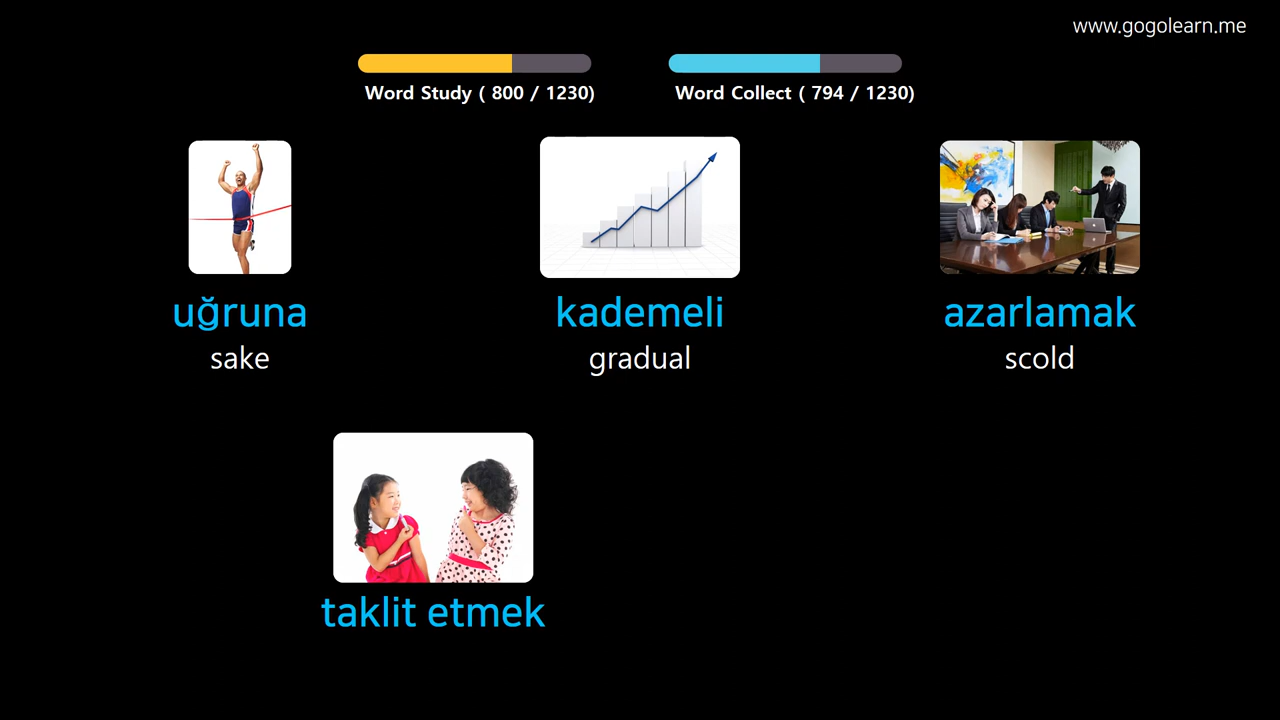 www.gogolearn.me
Word Study ( 800 / 1230)
Word Collect ( 794 / 1230)
uğruna
sake
kademeli
gradual
azarlamak
scold
taklit etmek